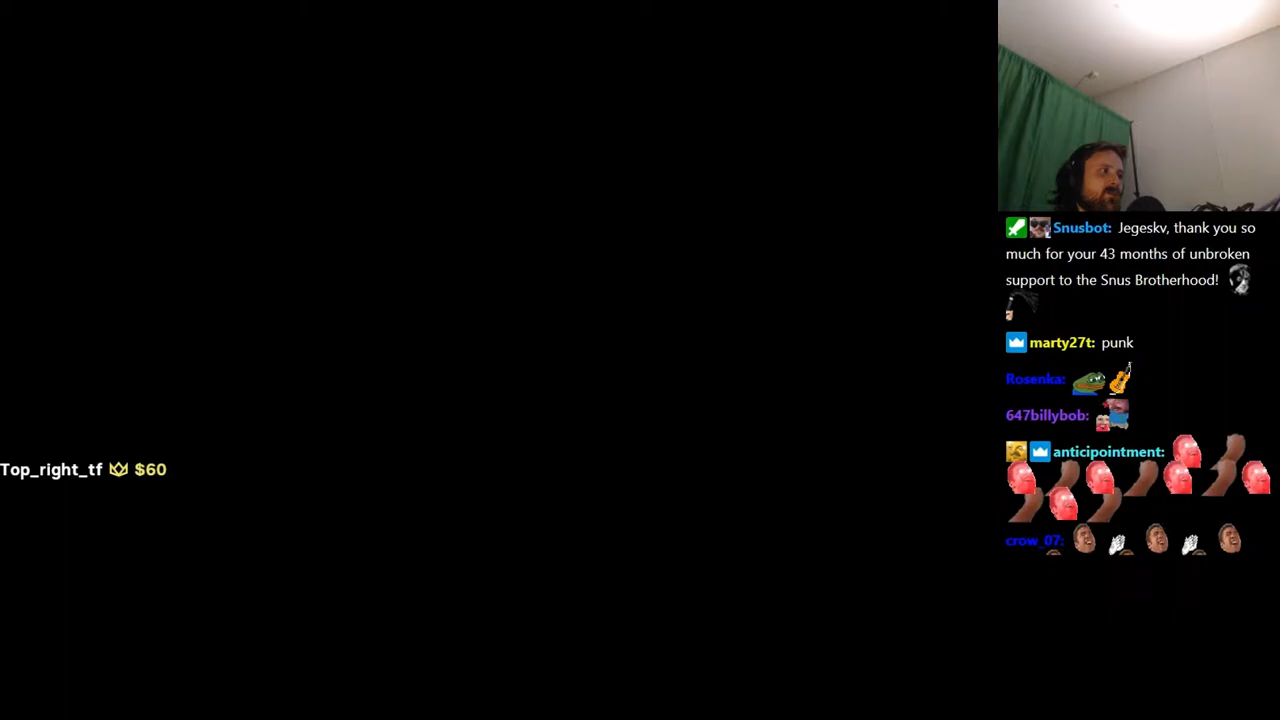 Snusbot: Jegeskv, thank you so
much for your 43 months of unbroken
support to the Snus Brotherhood!
marty27t: punk
Rosenka:
647billybob:
Top_right_tf $60
anticipointment:
crow_07: